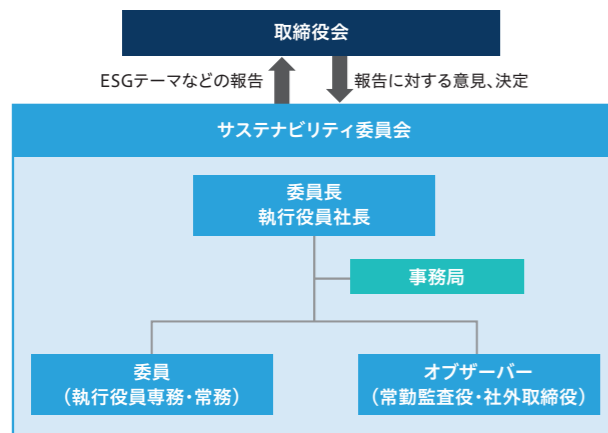 取締役会
ESGテーマなどの報告
報告に対する意見、決定
サステナビリティ委員会
委員長
執行役員社長
事務局
委員
（執行役員専務・常務）
オブザーバー
（常勤監査役・社外取締役）